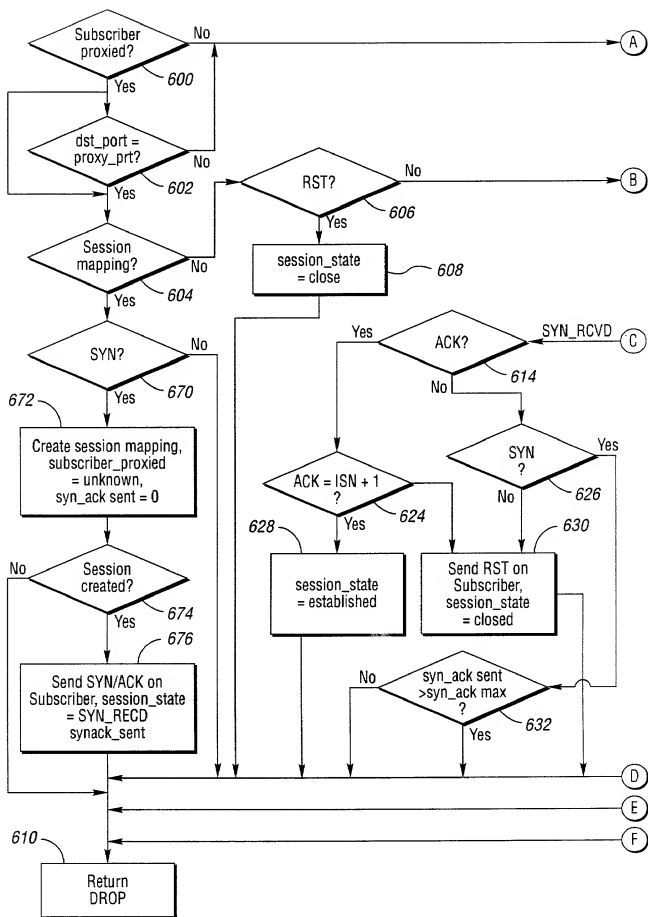 Subscriber
proxied?
No
A
600
Yes
dst_port =
proxy_prt?
No
602
Yes
RST?
No
B
606
Yes
Session
mapping?
No
604
Yes
session_state
= close
608
SYN?
No
670
Yes
Yes
ACK?
SYN_RCVD
C
614
No
672
Create session mapping,
subscriber_proxied
= unknown,
syn_ack sent = 0
SYN
?
Yes
626
No
ACK = ISN + 1
?
624
Yes
628
session_state
= established
630
Send RST on
Subscriber,
session_state
= closed
No
Session
created?
674
Yes
676
Send SYN/ACK on
Subscriber, session_state
= SYN_RECD
synack_sent
No
syn_ack sent
>syn_ack max
?
632
Yes
D
E
F
610
Return
DROP